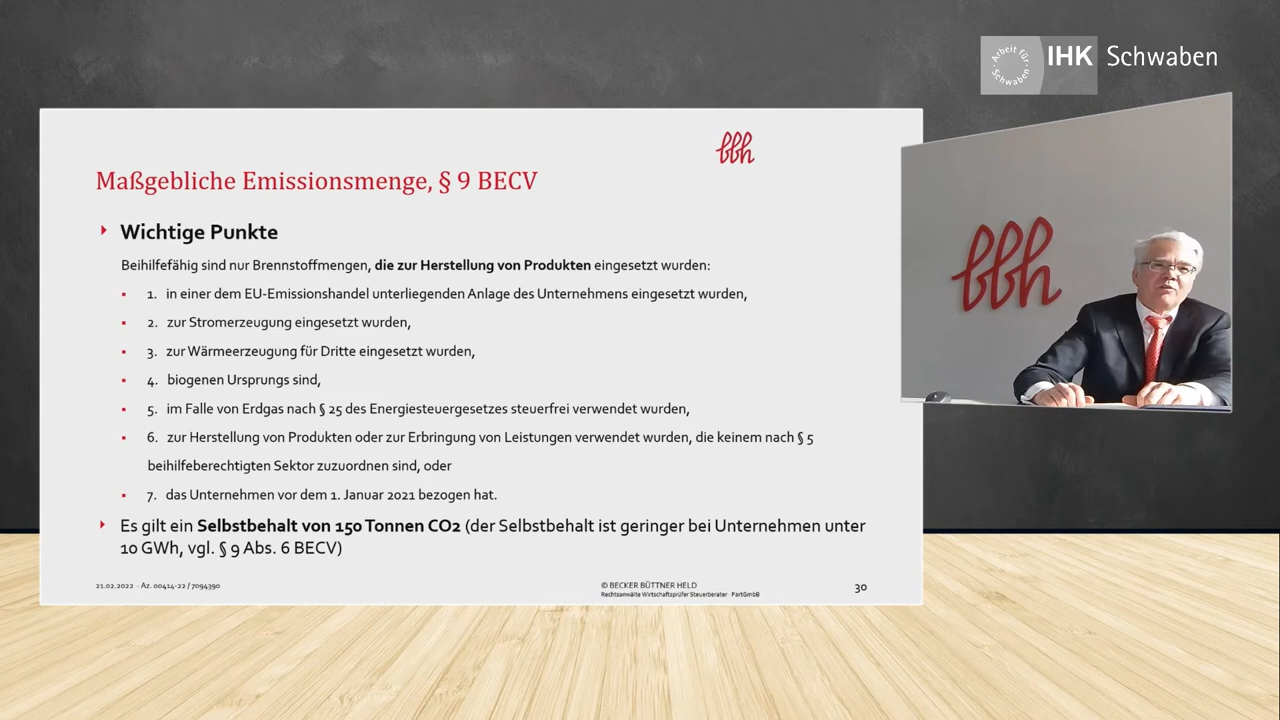 Arbeit für
Schwaben
IHK Schwaben
bbh
Maßgebliche Emissionsmenge, § 9 BECV
Wichtige Punkte
Beihilfefähig sind nur Brennstoffmengen, die zur Herstellung von Produkten eingesetzt wurden:
1. in einer dem EU-Emissionshandel unterliegenden Anlage des Unternehmens eingesetzt wurden,
2. zur Stromerzeugung eingesetzt wurden,
3. zur Wärmeerzeugung für Dritte eingesetzt wurden,
4. biogenen Ursprungs sind,
5. im Falle von Erdgas nach § 25 des Energiesteuergesetzes steuerfrei verwendet wurden,
6. zur Herstellung von Produkten oder zur Erbringung von Leistungen verwendet wurden, die keinem nach § 5
beihilfeberechtigten Sektor zuzuordnen sind, oder
7. das Unternehmen vor dem 1. Januar 2021 bezogen hat.
Es gilt ein Selbstbehalt von 150 Tonnen CO2 (der Selbstbehalt ist geringer bei Unternehmen unter
10 GWh, vgl. § 9 Abs. 6 BECV)
21.02.2022 · Az. 00414-22 / 7094390
© BECKER BÜTTNER HELD
Rechtsanwälte Wirtschaftsprüfer Steuerberater · PartGmbB
30
bbh